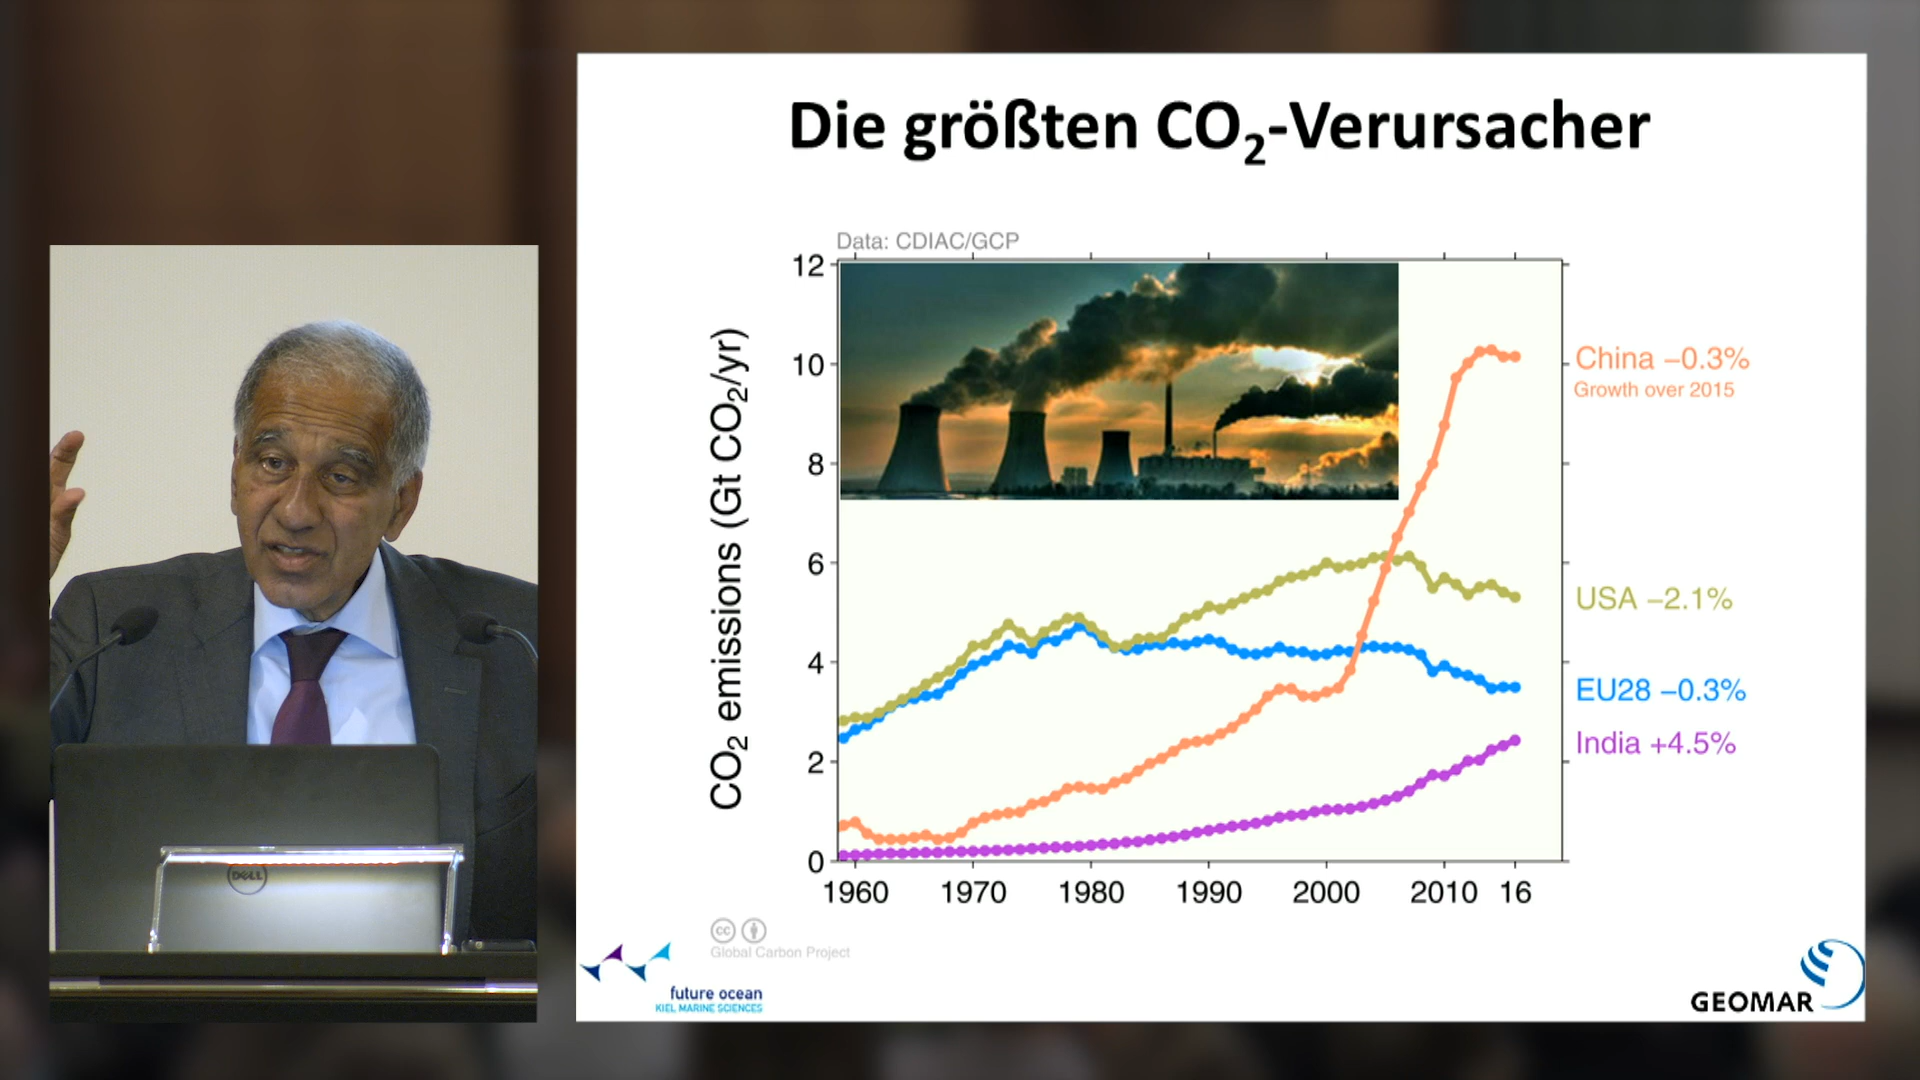 Die größten CO₂-Verursacher
Data: CDIAC/GCP
CO₂ emissions (Gt CO₂/yr)
12
10
8
6
4
2
0
1960 1970 1980 1990 2000 2010 16
China −0.3%
Growth over 2015
USA −2.1%
EU28 −0.3%
India +4.5%
cc
Global Carbon Project
future ocean
KIEL MARINE SCIENCES
GEOMAR
DELL